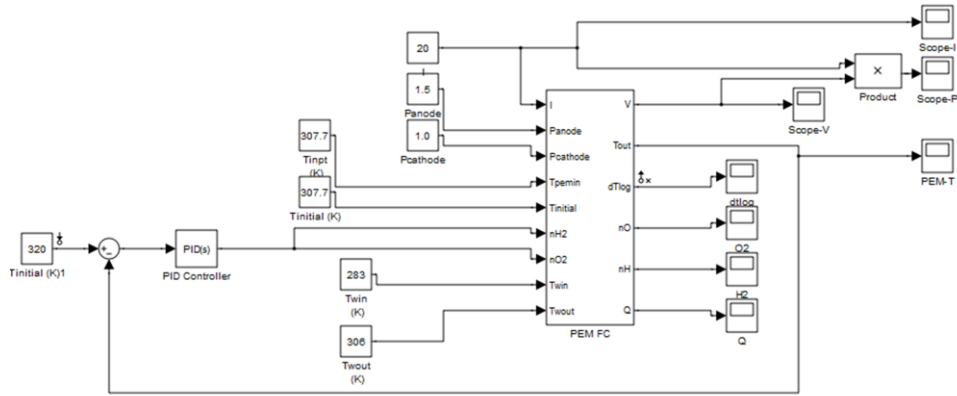 20
I
1.5
Panode
1.0
Pcathode
307.7
Tinpt
(K)
307.7
Tinitial (K)
320
Tinitial (K)1
+
−
PID(s)
PID Controller
283
Twin
(K)
306
Twout
(K)
I
Panode
Pcathode
Tpemin
Tinitial
nH2
nO2
Twin
Twout
V
Tout
dTlog
nO
nH
Q
PEM FC
Scope-I
×
Product
Scope-P
Scope-V
PEM-T
dtlog
O2
H2
Q